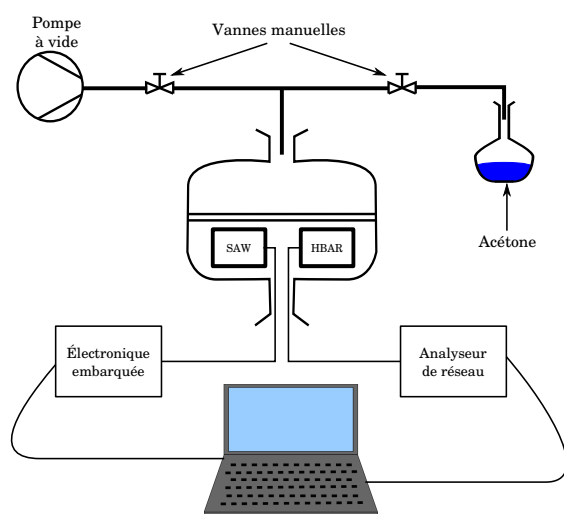 Pompe
à vide
Vannes manuelles
Acétone
SAW
HBAR
Électronique
embarquée
Analyseur
de réseau